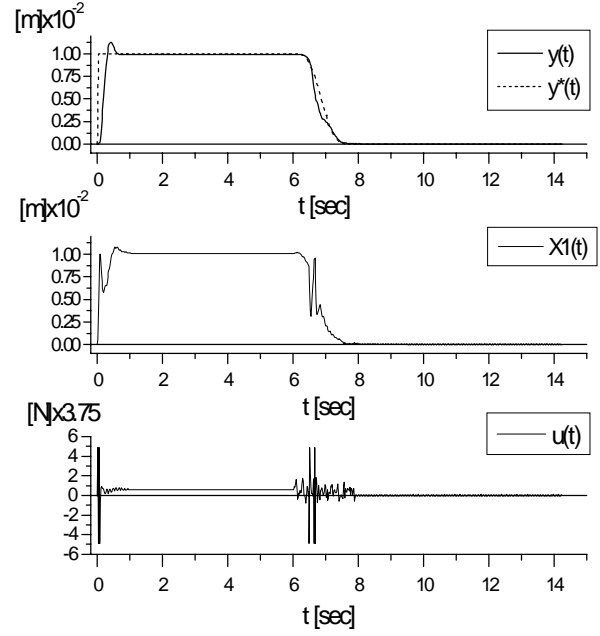 [m]x10-2
1.00
0.75
0.50
0.25
0.00
y(t)
y*(t)
0 2 4 6 8 10 12 14
t [sec]
[m]x10-2
1.00
0.75
0.50
0.25
0.00
X1(t)
0 2 4 6 8 10 12 14
t [sec]
[N]x3.75
6
4
2
0
-2
-4
-6
u(t)
0 2 4 6 8 10 12 14
t [sec]